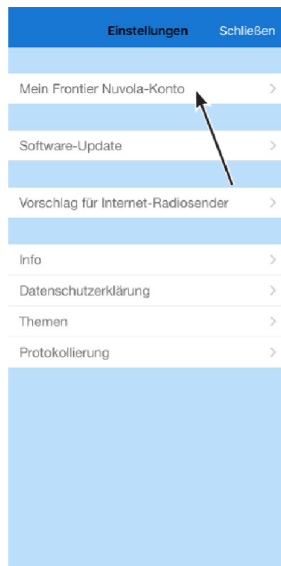 Einstellungen Schließen
Mein Frontier Nuvola-Konto
Software-Update
Vorschlag für Internet-Radiosender
Info
Datenschutzerklärung
Themen
Protokollierung